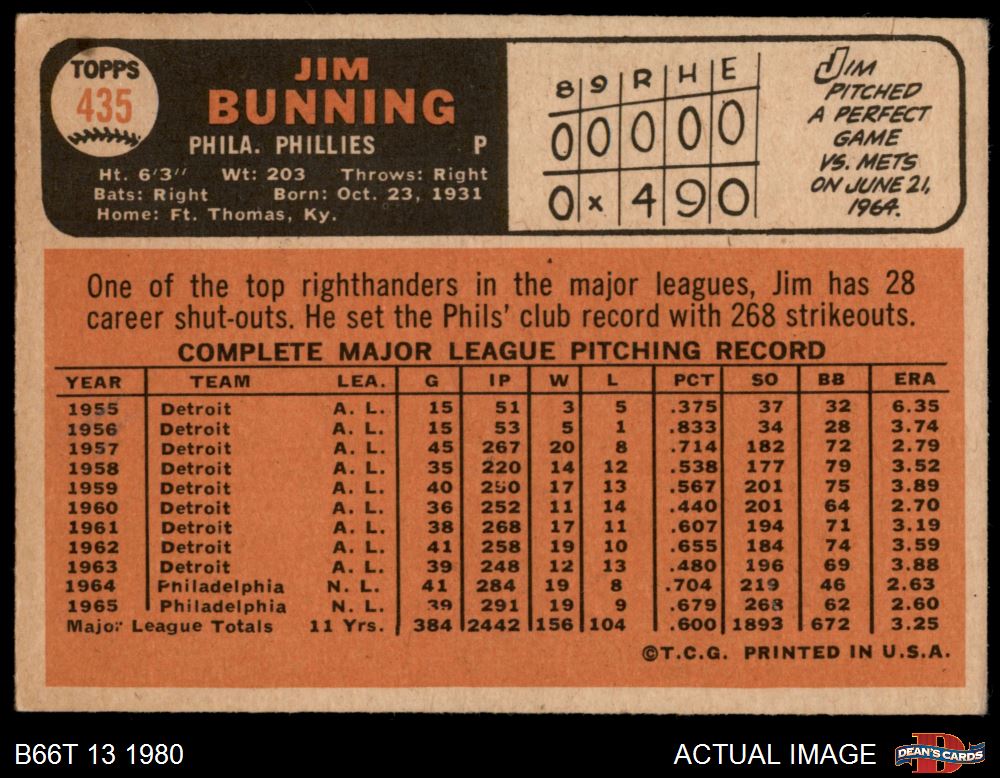 TOPPS
435
JIM
BUNNING
PHILA. PHILLIES P
Ht. 6'3" Wt: 203 Throws: Right
Bats: Right Born: Oct. 23, 1931
Home: Ft. Thomas, Ky.
8 9 R H E
0 0 0 0 0
0 x 4 9 0
JIM
PITCHED
A PERFECT
GAME
VS. METS
ON JUNE 21,
1964.
One of the top righthanders in the major leagues, Jim has 28
career shut-outs. He set the Phils' club record with 268 strikeouts.
COMPLETE MAJOR LEAGUE PITCHING RECORD
YEAR TEAM LEA. G IP W L PCT SO BB ERA
1955 Detroit A. L. 15 51 3 5 .375 37 32 6.35
1956 Detroit A. L. 15 53 5 1 .833 34 28 3.74
1957 Detroit A. L. 45 267 20 8 .714 182 72 2.79
1958 Detroit A. L. 35 220 14 12 .538 177 79 3.52
1959 Detroit A. L. 40 250 17 13 .567 201 75 3.89
1960 Detroit A. L. 36 252 11 14 .440 201 64 2.70
1961 Detroit A. L. 38 268 17 11 .607 194 71 3.19
1962 Detroit A. L. 41 258 19 10 .655 184 74 3.59
1963 Detroit A. L. 39 248 12 13 .480 196 69 3.88
1964 Philadelphia N. L. 41 284 19 8 .704 219 46 2.63
1965 Philadelphia N. L. 39 291 19 9 .679 268 62 2.60
Major League Totals 11 Yrs. 384 2442 156 104 .600 1893 672 3.25
©T.C.G. PRINTED IN U.S.A.
B66T 13 1980
ACTUAL IMAGE
DEAN'S CARDS